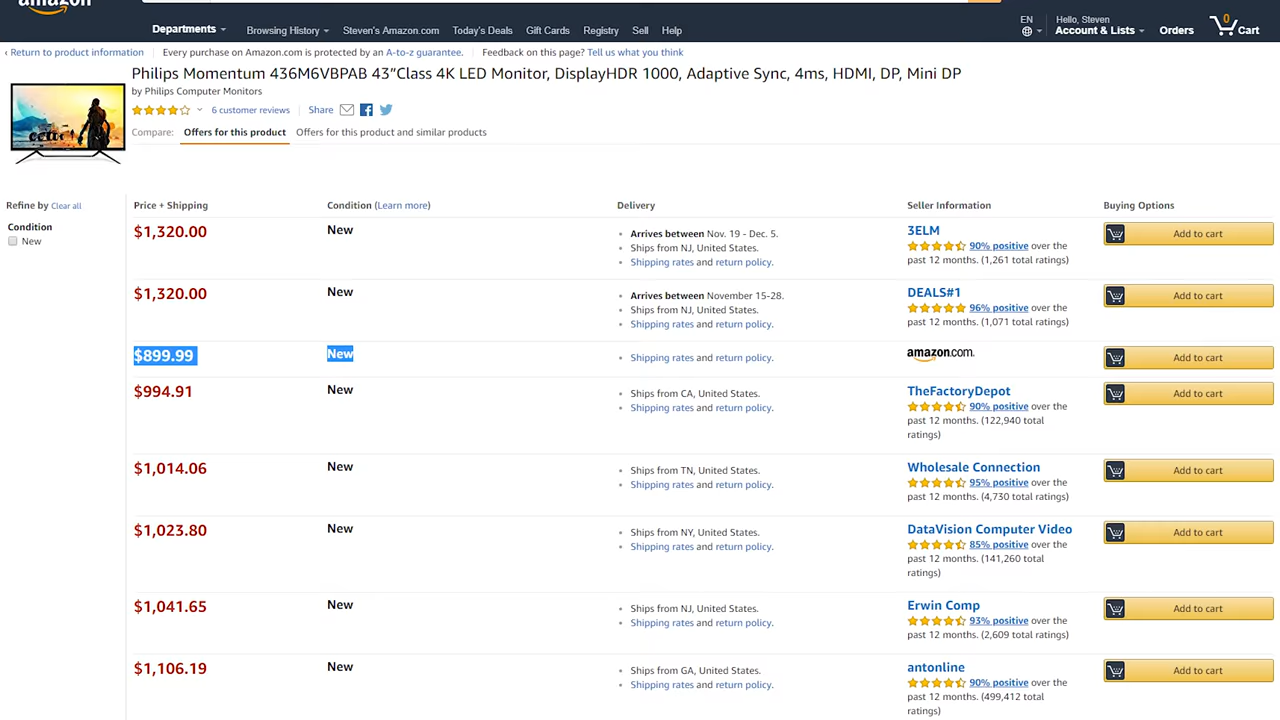 amazon
Departments
Browsing History
Steven's Amazon.com
Today's Deals
Gift Cards
Registry
Sell
Help
EN
Hello, Steven
Account & Lists
Orders
0
Cart
‹ Return to product information
Every purchase on Amazon.com is protected by an A-to-z guarantee.
Feedback on this page? Tell us what you think
Philips Momentum 436M6VBPAB 43"Class 4K LED Monitor, DisplayHDR 1000, Adaptive Sync, 4ms, HDMI, DP, Mini DP
by Philips Computer Monitors
6 customer reviews
Share
Compare:
Offers for this product
Offers for this product and similar products
Refine by Clear all
Condition
New
Price + Shipping
Condition (Learn more)
Delivery
Seller Information
Buying Options
$1,320.00
New
Arrives between Nov. 19 - Dec. 5.
Ships from NJ, United States.
Shipping rates and return policy.
3ELM
90% positive over the
past 12 months. (1,261 total ratings)
Add to cart
$1,320.00
New
Arrives between November 15-28.
Ships from NJ, United States.
Shipping rates and return policy.
DEALS#1
96% positive over the
past 12 months. (1,071 total ratings)
Add to cart
$899.99
New
Shipping rates and return policy.
amazon.com.
Add to cart
$994.91
New
Ships from CA, United States.
Shipping rates and return policy.
TheFactoryDepot
90% positive over the
past 12 months. (122,940 total
ratings)
Add to cart
$1,014.06
New
Ships from TN, United States.
Shipping rates and return policy.
Wholesale Connection
95% positive over the
past 12 months. (4,730 total ratings)
Add to cart
$1,023.80
New
Ships from NY, United States.
Shipping rates and return policy.
DataVision Computer Video
85% positive over the
past 12 months. (141,260 total
ratings)
Add to cart
$1,041.65
New
Ships from NJ, United States.
Shipping rates and return policy.
Erwin Comp
93% positive over the
past 12 months. (2,609 total ratings)
Add to cart
$1,106.19
New
Ships from GA, United States.
Shipping rates and return policy.
antonline
90% positive over the
past 12 months. (499,412 total
ratings)
Add to cart